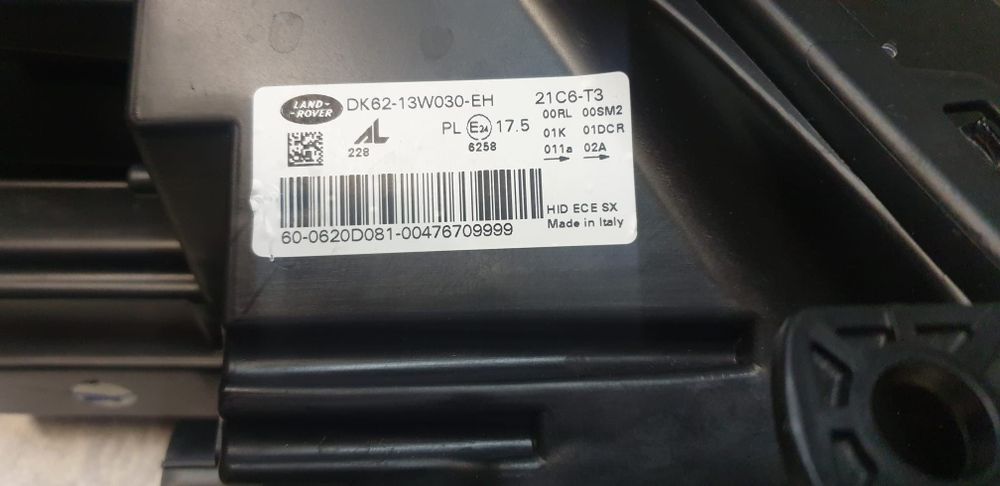 LAND-
-ROVER
DK62-13W030-EH
21C6-T3
AL
228
PL E24 17.5
6258
00RL 00SM2
01K 01DCR
011a 02A
60-0620D081-00476709999
HID ECE SX
Made in Italy